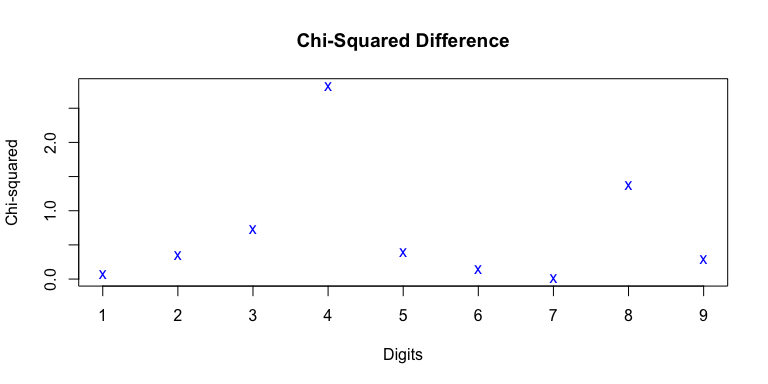 Chi-Squared Difference
Chi-squared
2.0
1.0
0.0
x x x x x x x x x
1 2 3 4 5 6 7 8 9
Digits